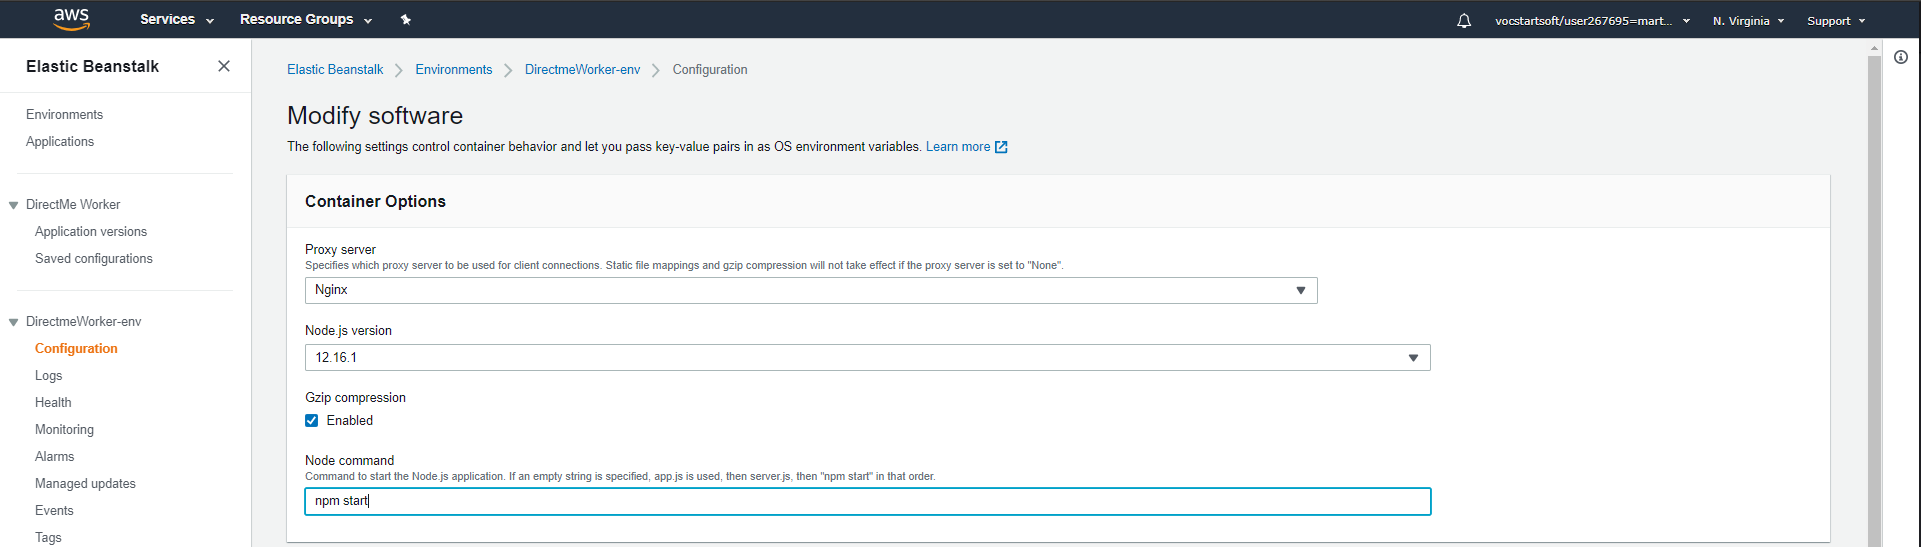 aws
Services
Resource Groups
vocstartsoft/user267695=mart...
N. Virginia
Support
Elastic Beanstalk
Environments
Applications
DirectMe Worker
Application versions
Saved configurations
DirectmeWorker-env
Configuration
Logs
Health
Monitoring
Alarms
Managed updates
Events
Tags
Elastic Beanstalk
Environments
DirectmeWorker-env
Configuration
Modify software
The following settings control container behavior and let you pass key-value pairs in as OS environment variables. Learn more
Container Options
Proxy server
Specifies which proxy server to be used for client connections. Static file mappings and gzip compression will not take effect if the proxy server is set to "None".
Nginx
Node.js version
12.16.1
Gzip compression
Enabled
Node command
Command to start the Node.js application. If an empty string is specified, app.js is used, then server.js, then "npm start" in that order.
npm start